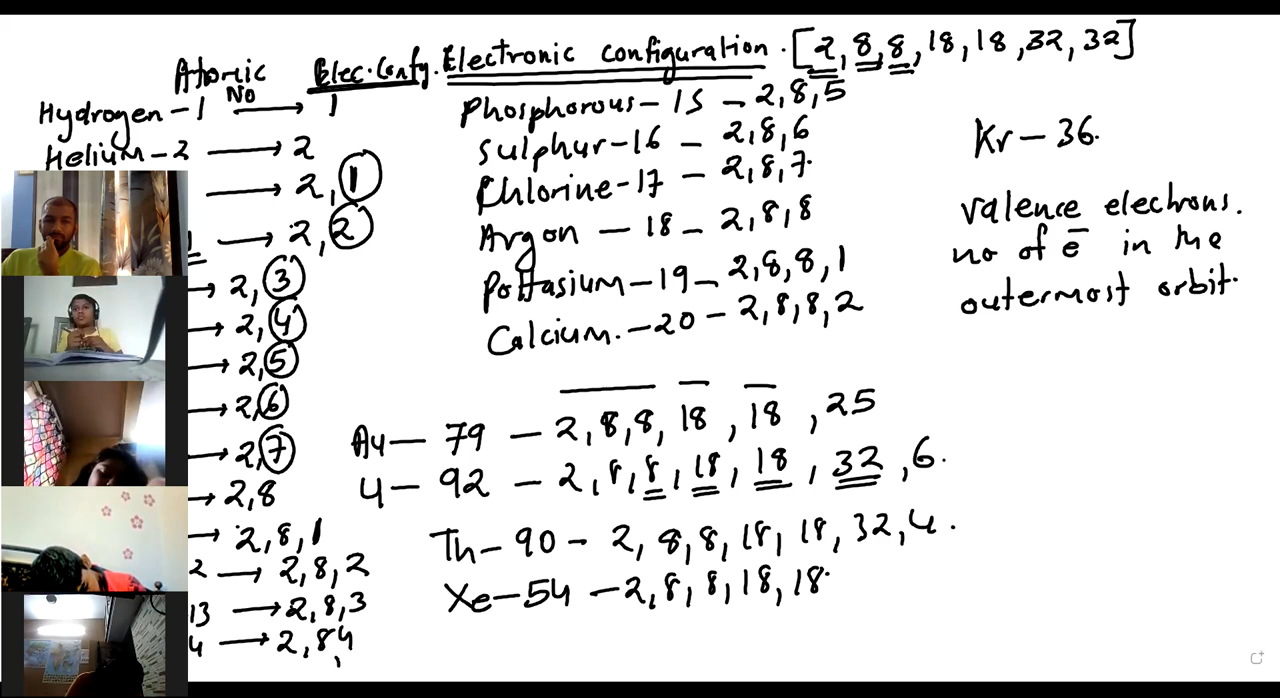 Electronic configuration. [2, 8, 8, 18, 18, 32, 32]
Atomic No Elec. Confg.
Hydrogen - 1 → 1
Helium - 2 → 2
→ 2, 1
→ 2, 2
→ 2, 3
→ 2, 4
→ 2, 5
→ 2, 6
→ 2, 7
→ 2, 8
→ 2, 8, 1
2 → 2, 8, 2
13 → 2, 8, 3
4 → 2, 8, 4
Phosphorous - 15 - 2, 8, 5
Sulphur - 16 - 2, 8, 6
Chlorine - 17 - 2, 8, 7.
Argon - 18 - 2, 8, 8
Pottasium - 19 - 2, 8, 8, 1
Calcium. - 20 - 2, 8, 8, 2
Au - 79 - 2, 8, 8, 18, 18, 25
U - 92 - 2, 8, 8, 18, 18, 32, 6.
Th - 90 - 2, 8, 8, 18, 18, 32, 4.
Xe - 54 - 2, 8, 8, 18, 18.
Kr - 36.
valence electrons.
no of e̅ in the
outermost orbit.